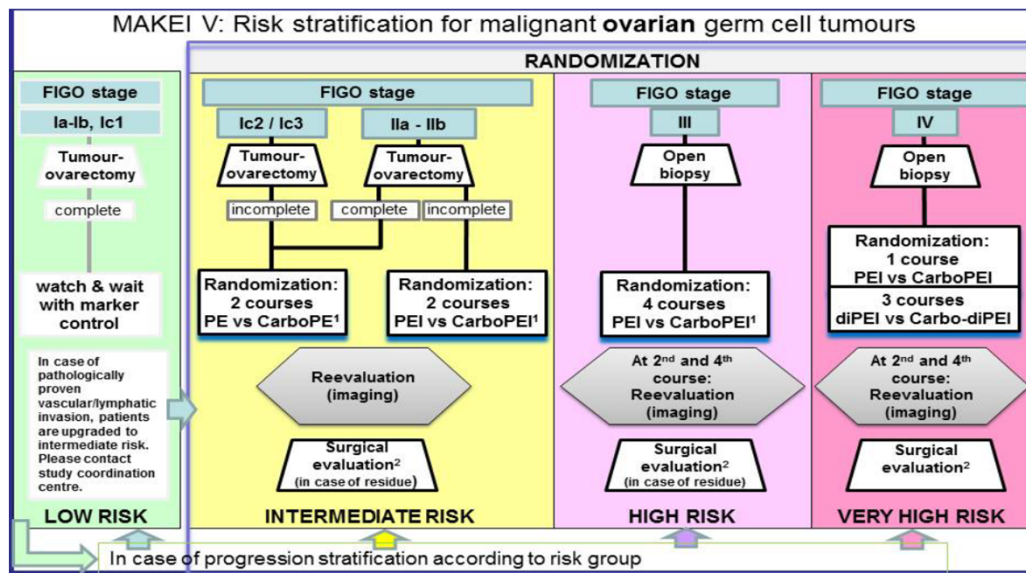 MAKEI V: Risk stratification for malignant ovarian germ cell tumours
RANDOMIZATION
FIGO stage
Ia-Ib, Ic1
Tumour-
ovarectomy
complete
watch & wait
with marker
control
In case of
pathologically
proven
vascular/lymphatic
invasion, patients
are upgraded to
intermediate risk.
Please contact
study coordination
centre.
LOW RISK
FIGO stage
Ic2 / Ic3
IIa - IIb
Tumour-
ovarectomy
Tumour-
ovarectomy
incomplete
complete
incomplete
Randomization:
2 courses
PE vs CarboPE¹
Randomization:
2 courses
PEI vs CarboPEI¹
Reevaluation
(imaging)
Surgical
evaluation²
(in case of residue)
INTERMEDIATE RISK
FIGO stage
III
Open
biopsy
Randomization:
4 courses
PEI vs CarboPEI¹
At 2nd and 4th
course:
Reevaluation
(imaging)
Surgical
evaluation²
(in case of residue)
HIGH RISK
FIGO stage
IV
Open
biopsy
Randomization:
1 course
PEI vs CarboPEI
3 courses
diPEI vs Carbo-diPEI
At 2nd and 4th
course:
Reevaluation
(imaging)
Surgical
evaluation²
VERY HIGH RISK
In case of progression stratification according to risk group